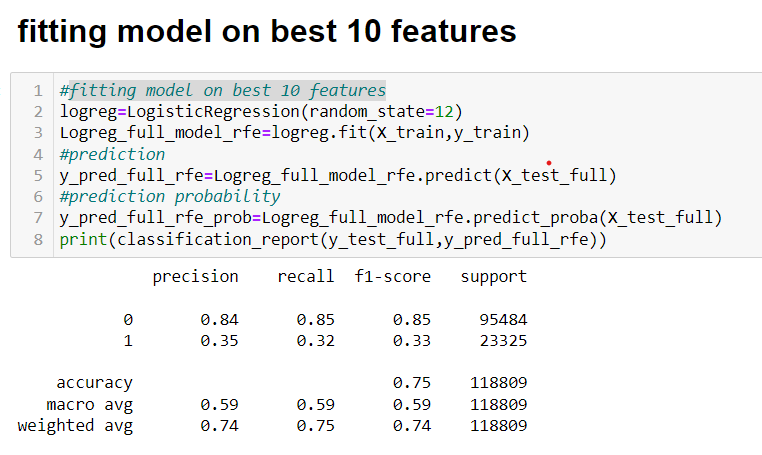 fitting model on best 10 features
1 #fitting model on best 10 features
2 logreg=LogisticRegression(random_state=12)
3 Logreg_full_model_rfe=logreg.fit(X_train,y_train)
4 #prediction
5 y_pred_full_rfe=Logreg_full_model_rfe.predict(X_test_full)
6 #prediction probability
7 y_pred_full_rfe_prob=Logreg_full_model_rfe.predict_proba(X_test_full)
8 print(classification_report(y_test_full,y_pred_full_rfe))
precision recall f1-score support
0 0.84 0.85 0.85 95484
1 0.35 0.32 0.33 23325
accuracy 0.75 118809
macro avg 0.59 0.59 0.59 118809
weighted avg 0.74 0.75 0.74 118809